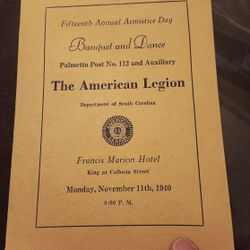 Fifteenth Annual Armistice Day
Banquet and Dance
Palmetto Post No. 112 and Auxiliary
The American Legion
Department of South Carolina
Francis Marion Hotel
King at Calhoun Street
Monday, November 11th, 1940
8:00 P. M.